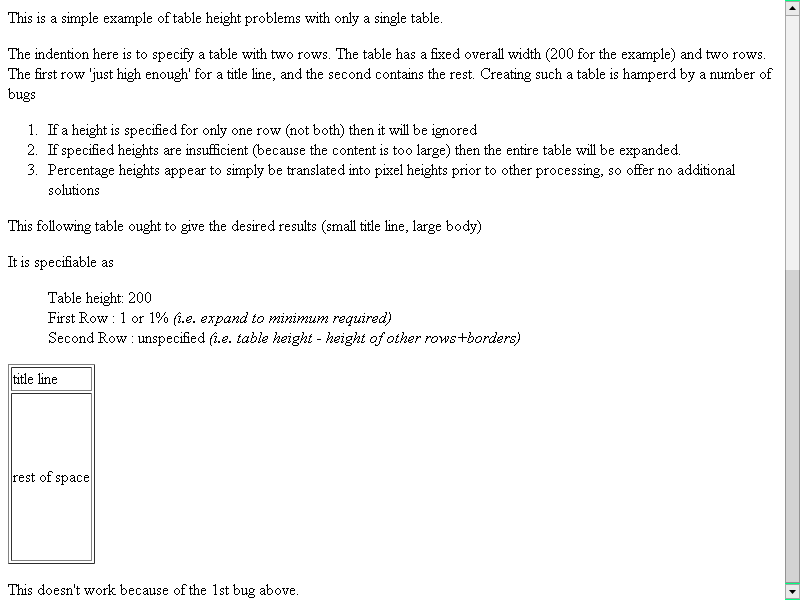 This is a simple example of table height problems with only a single table.
The indention here is to specify a table with two rows. The table has a fixed overall width (200 for the example) and two rows.
The first row 'just high enough' for a title line, and the second contains the rest. Creating such a table is hamperd by a number of
bugs
1. If a height is specified for only one row (not both) then it will be ignored
2. If specified heights are insufficient (because the content is too large) then the entire table will be expanded.
3. Percentage heights appear to simply be translated into pixel heights prior to other processing, so offer no additional
solutions
This following table ought to give the desired results (small title line, large body)
It is specifiable as
Table height: 200
First Row : 1 or 1% (i.e. expand to minimum required)
Second Row : unspecified (i.e. table height - height of other rows+borders)
title line
rest of space
This doesn't work because of the 1st bug above.